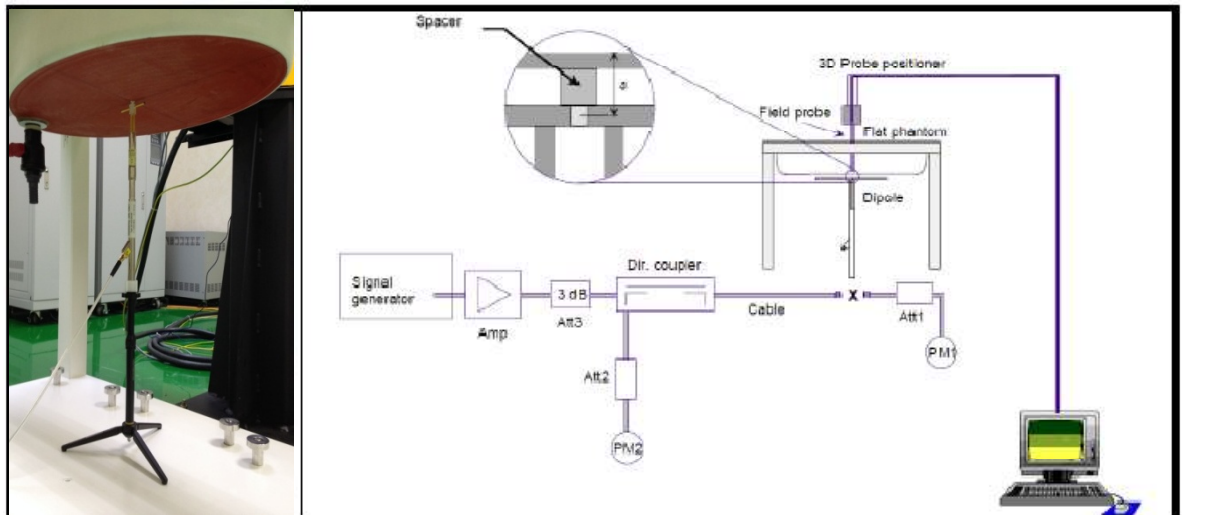 Spacer
3D Probe positioner
Field probe
Flat phantom
Dipole
Signal
generator
Amp
3 dB
Att3
Dir. coupler
Cable
X
Att1
PM1
Att2
PM2